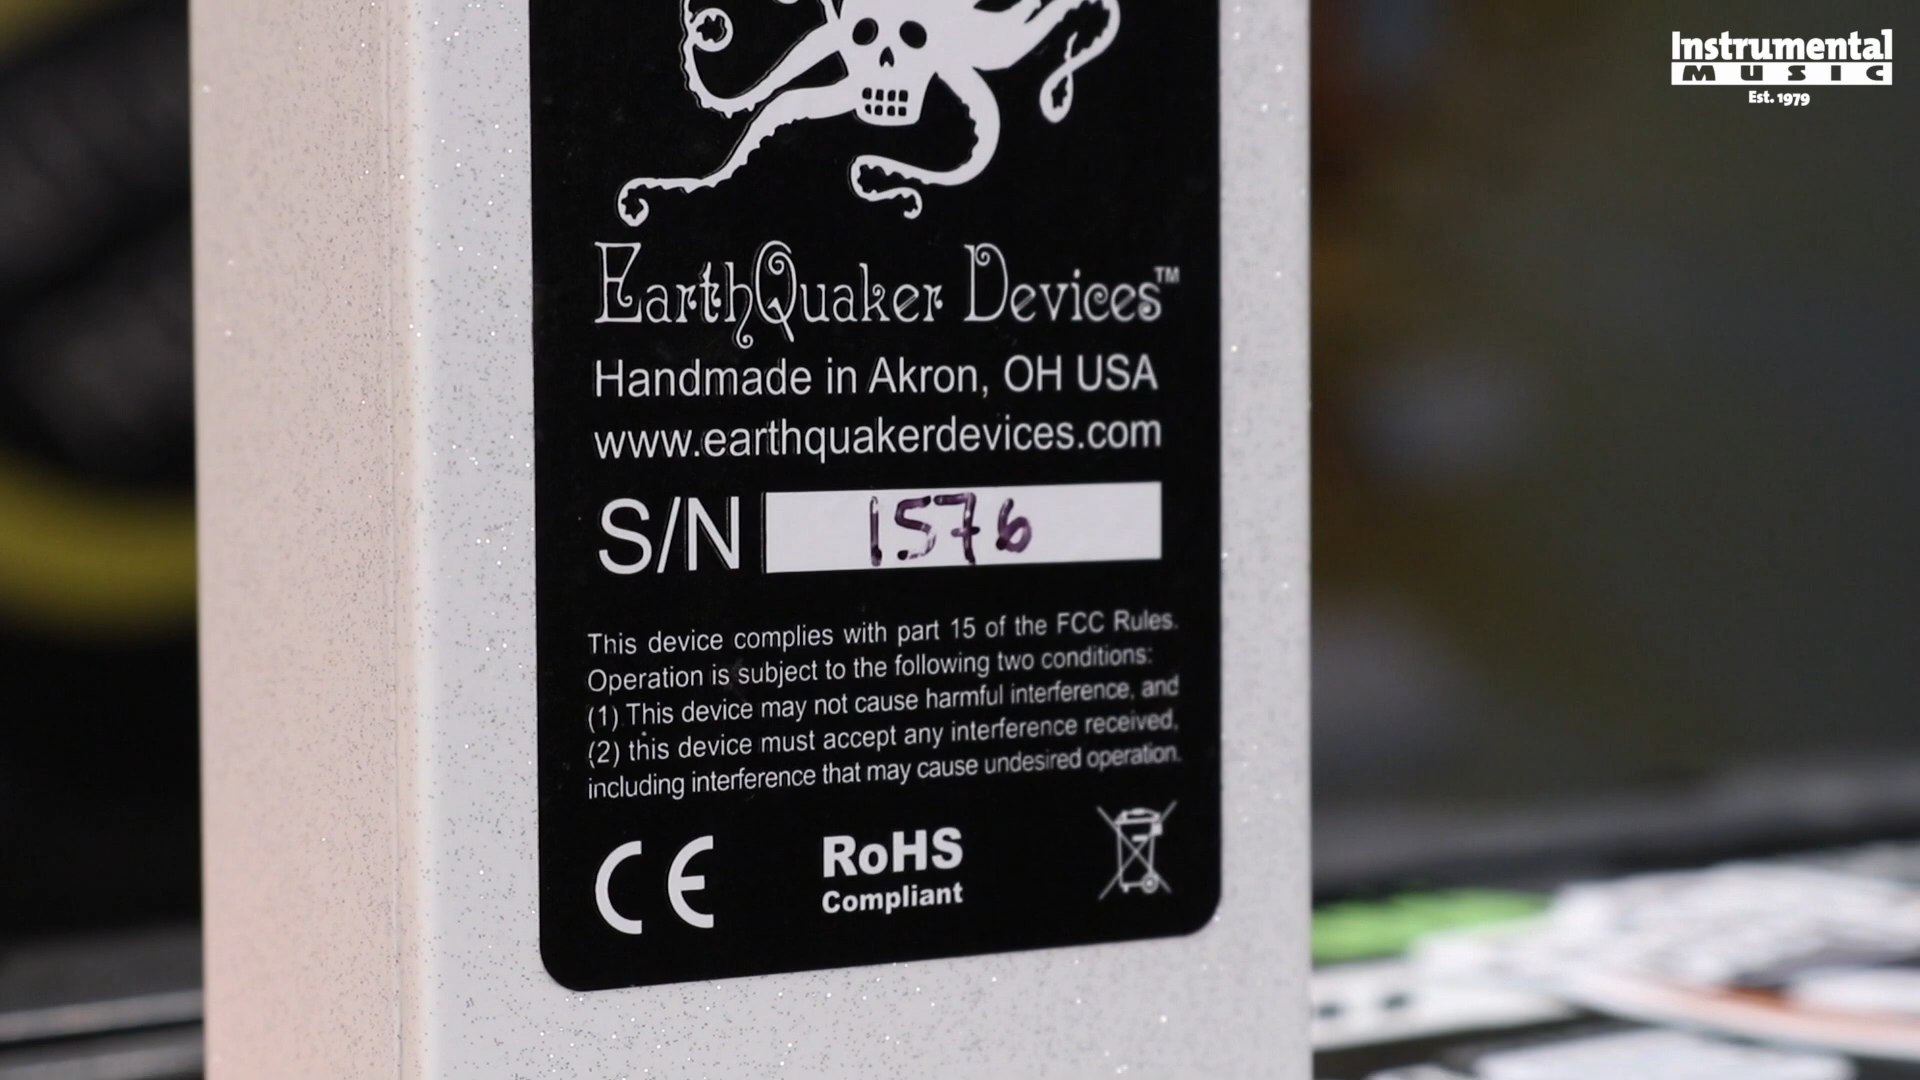 Instrumental
MUSIC
Est. 1979
EarthQuaker Devices™
Handmade in Akron, OH USA
www.earthquakerdevices.com
S/N 1576
This device complies with part 15 of the FCC Rules.
Operation is subject to the following two conditions:
(1) This device may not cause harmful interference, and
(2) this device must accept any interference received,
including interference that may cause undesired operation.
CE RoHS
Compliant